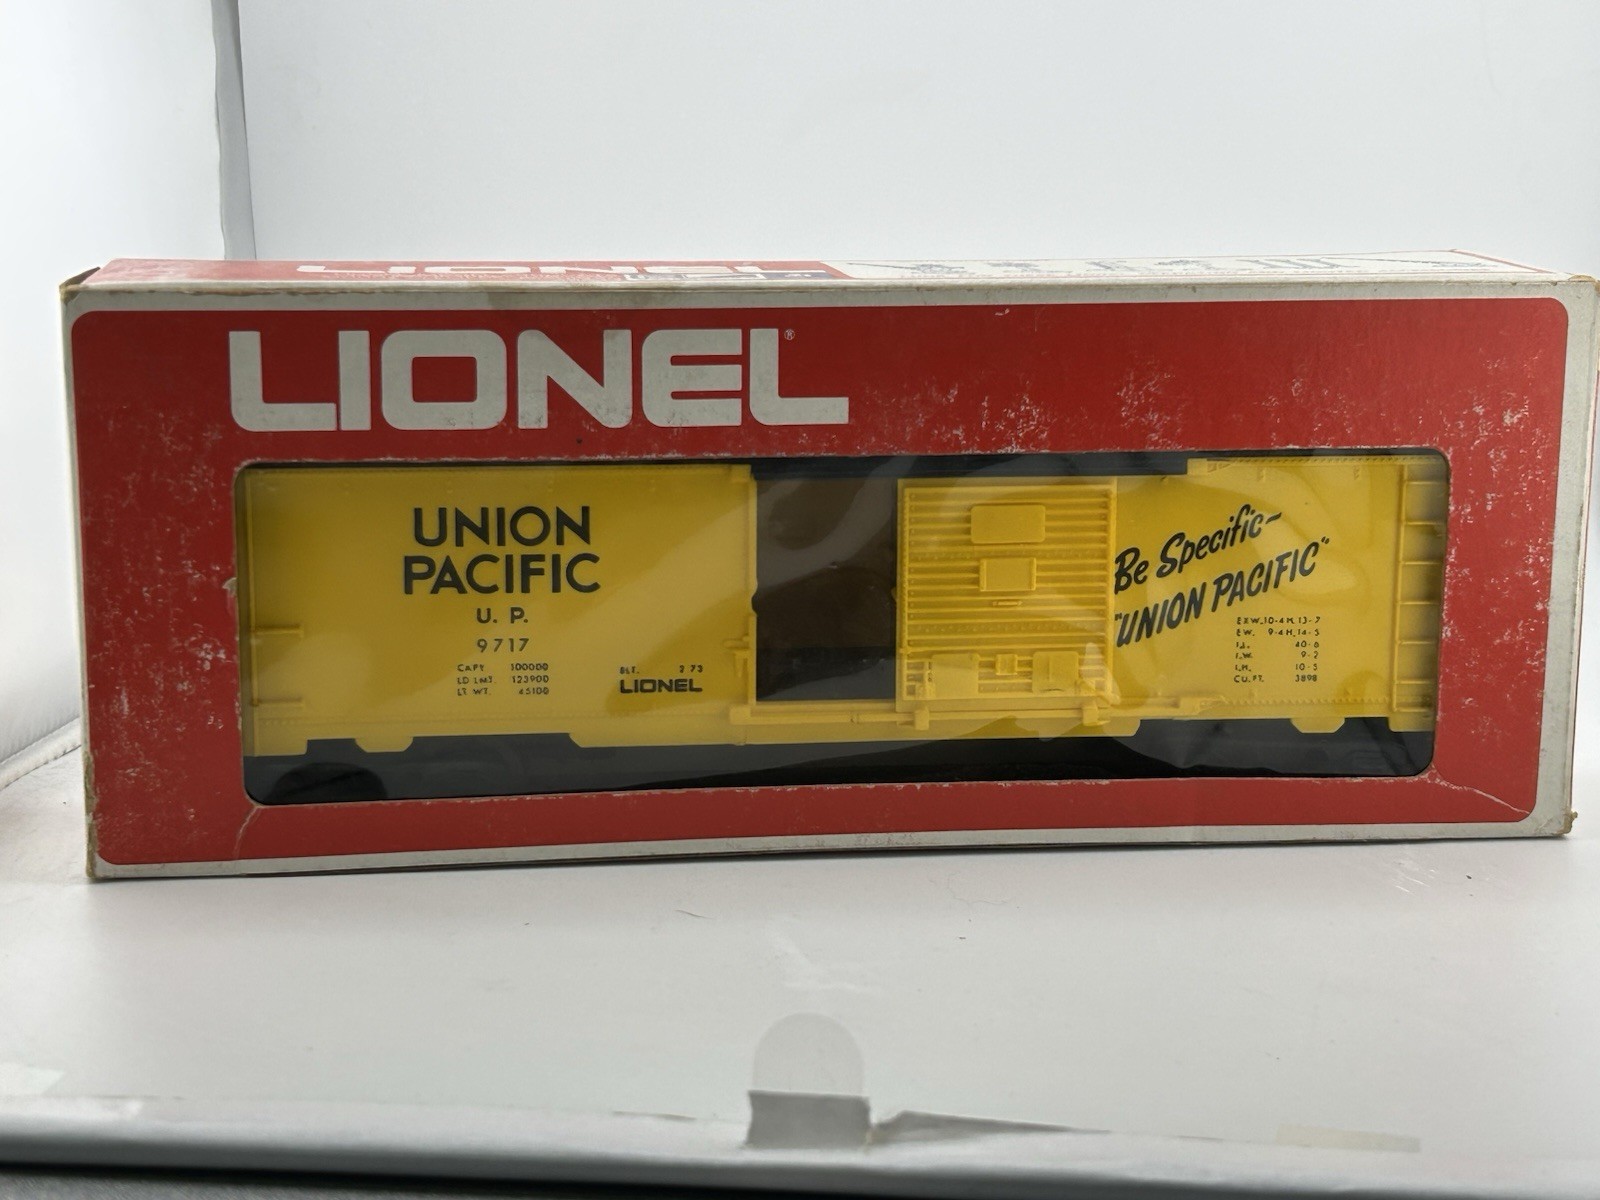 LIONEL
LIONEL®
UNION
PACIFIC
U. P.
9717
CAPY 100000
LD LMT. 123900
LT WT. 45100
BLT. 2 73
LIONEL
Be Specific-
"UNION PACIFIC"
EXW. 10-4 H. 13-7
EW. 9-4 H. 14-5
I.L. 40-6
I.W. 9-2
I.H. 10-5
CU. FT. 3898